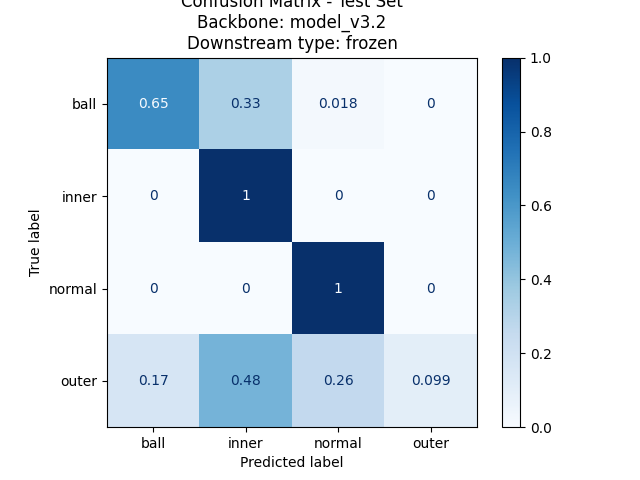 Confusion Matrix - Test Set
Backbone: model_v3.2
Downstream type: frozen
True label
ball
0.65 0.33 0.018 0
inner
0 1 0 0
normal
0 0 1 0
outer
0.17 0.48 0.26 0.099
ball inner normal outer
Predicted label
1.0
0.8
0.6
0.4
0.2
0.0